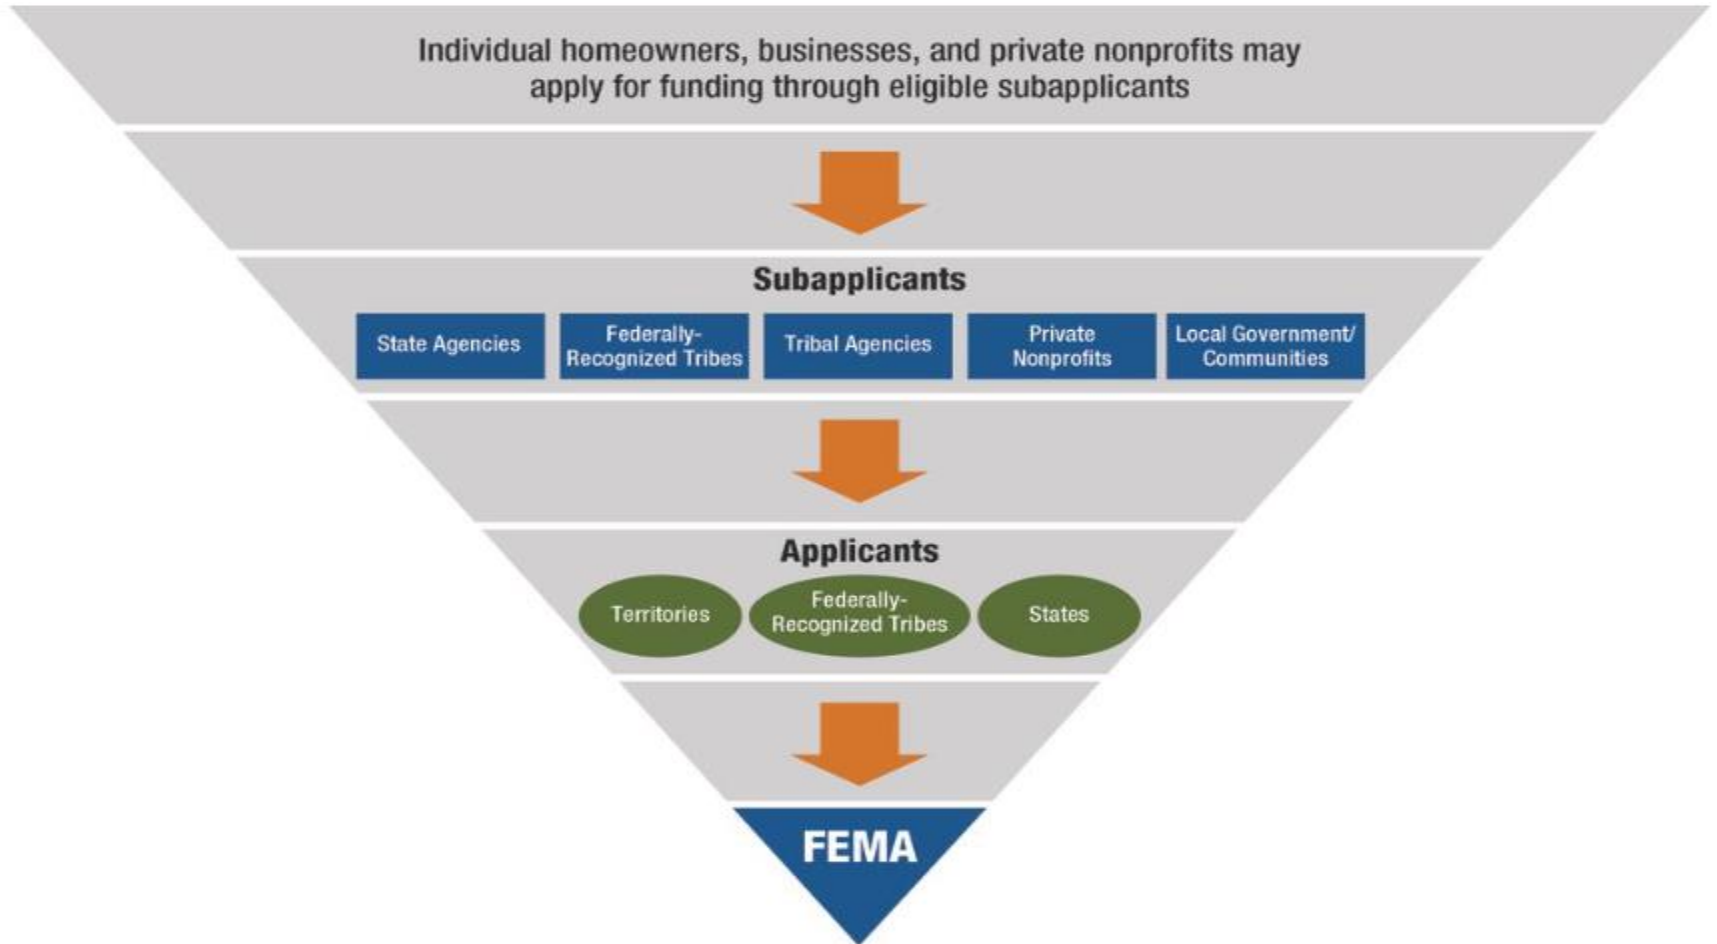 Individual homeowners, businesses, and private nonprofits may
apply for funding through eligible subapplicants
Subapplicants
State Agencies
Federally-
Recognized Tribes
Tribal Agencies
Private
Nonprofits
Local Government/
Communities
Applicants
Territories
Federally-
Recognized Tribes
States
FEMA